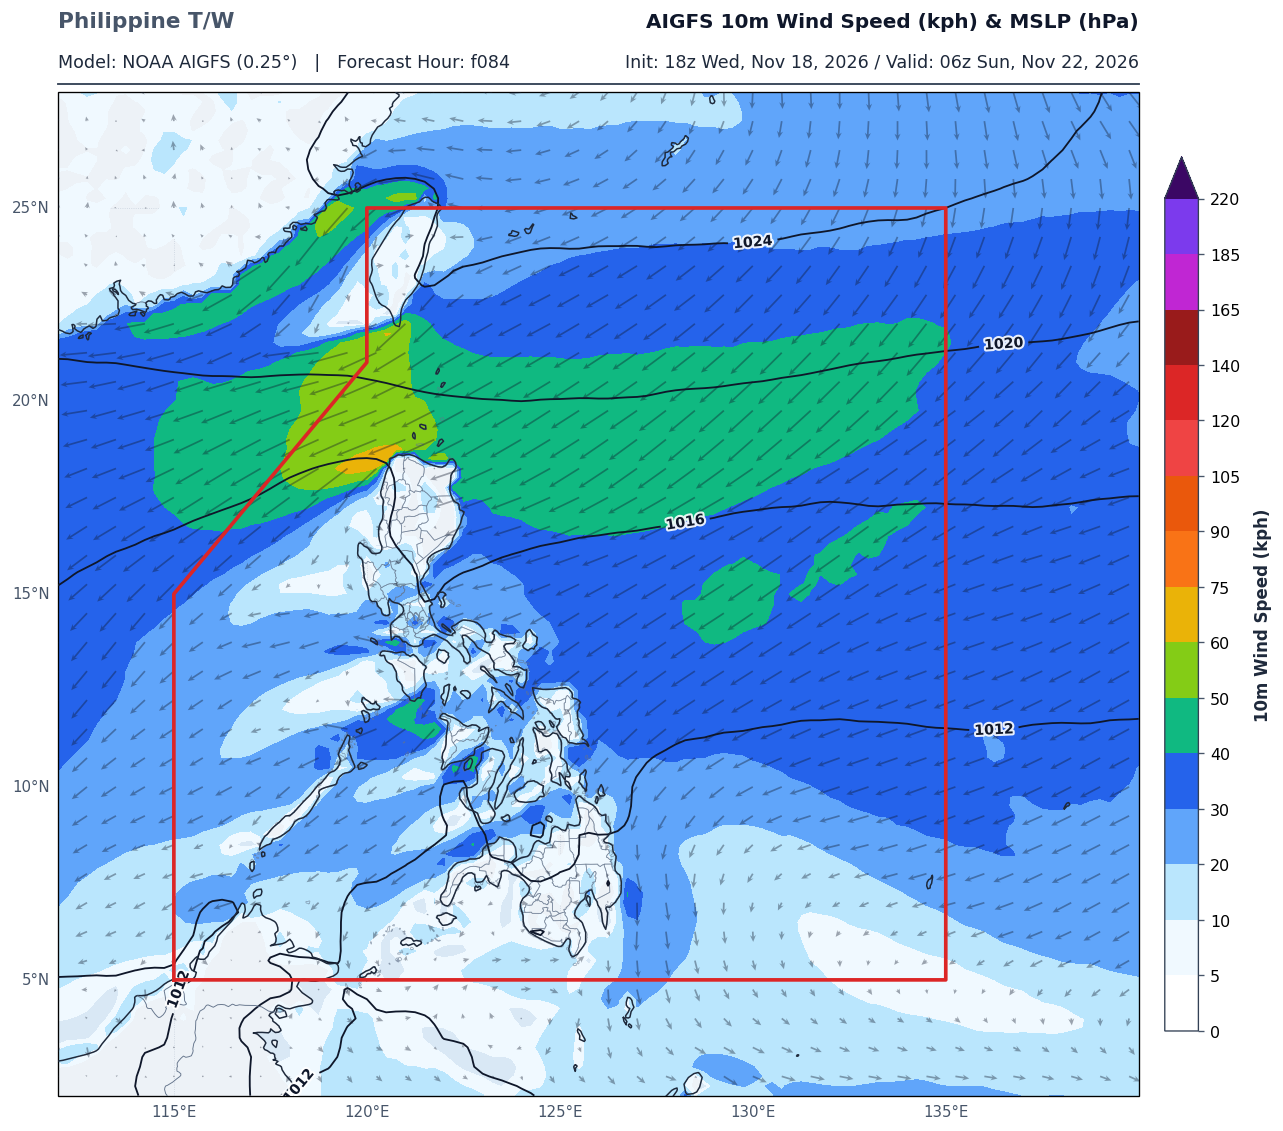 Philippine T/W
AIGFS 10m Wind Speed (kph) & MSLP (hPa)
Model: NOAA AIGFS (0.25°) | Forecast Hour: f084
Init: 18z Wed, Nov 18, 2026 / Valid: 06z Sun, Nov 22, 2026
25°N
20°N
15°N
10°N
5°N
115°E
120°E
125°E
130°E
135°E
1024
1020
1016
1012
1012
1012
220
185
165
140
120
105
90
75
60
50
40
30
20
10
5
0
10m Wind Speed (kph)